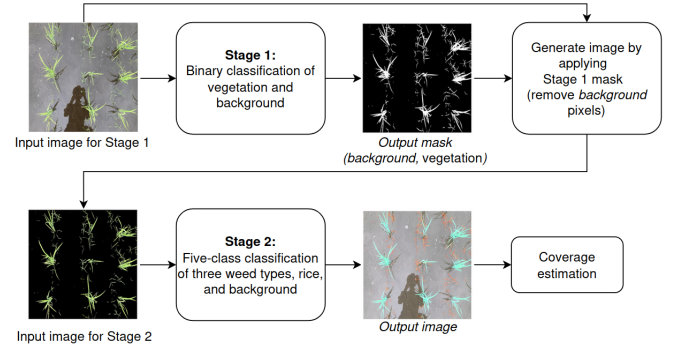 Stage 1:
Binary classification of
vegetation and
background
Generate image by
applying
Stage 1 mask
(remove background
pixels)
Input image for Stage 1
Output mask
(background, vegetation)
Stage 2:
Five-class classification
of three weed types, rice,
and background
Coverage
estimation
Input image for Stage 2
Output image